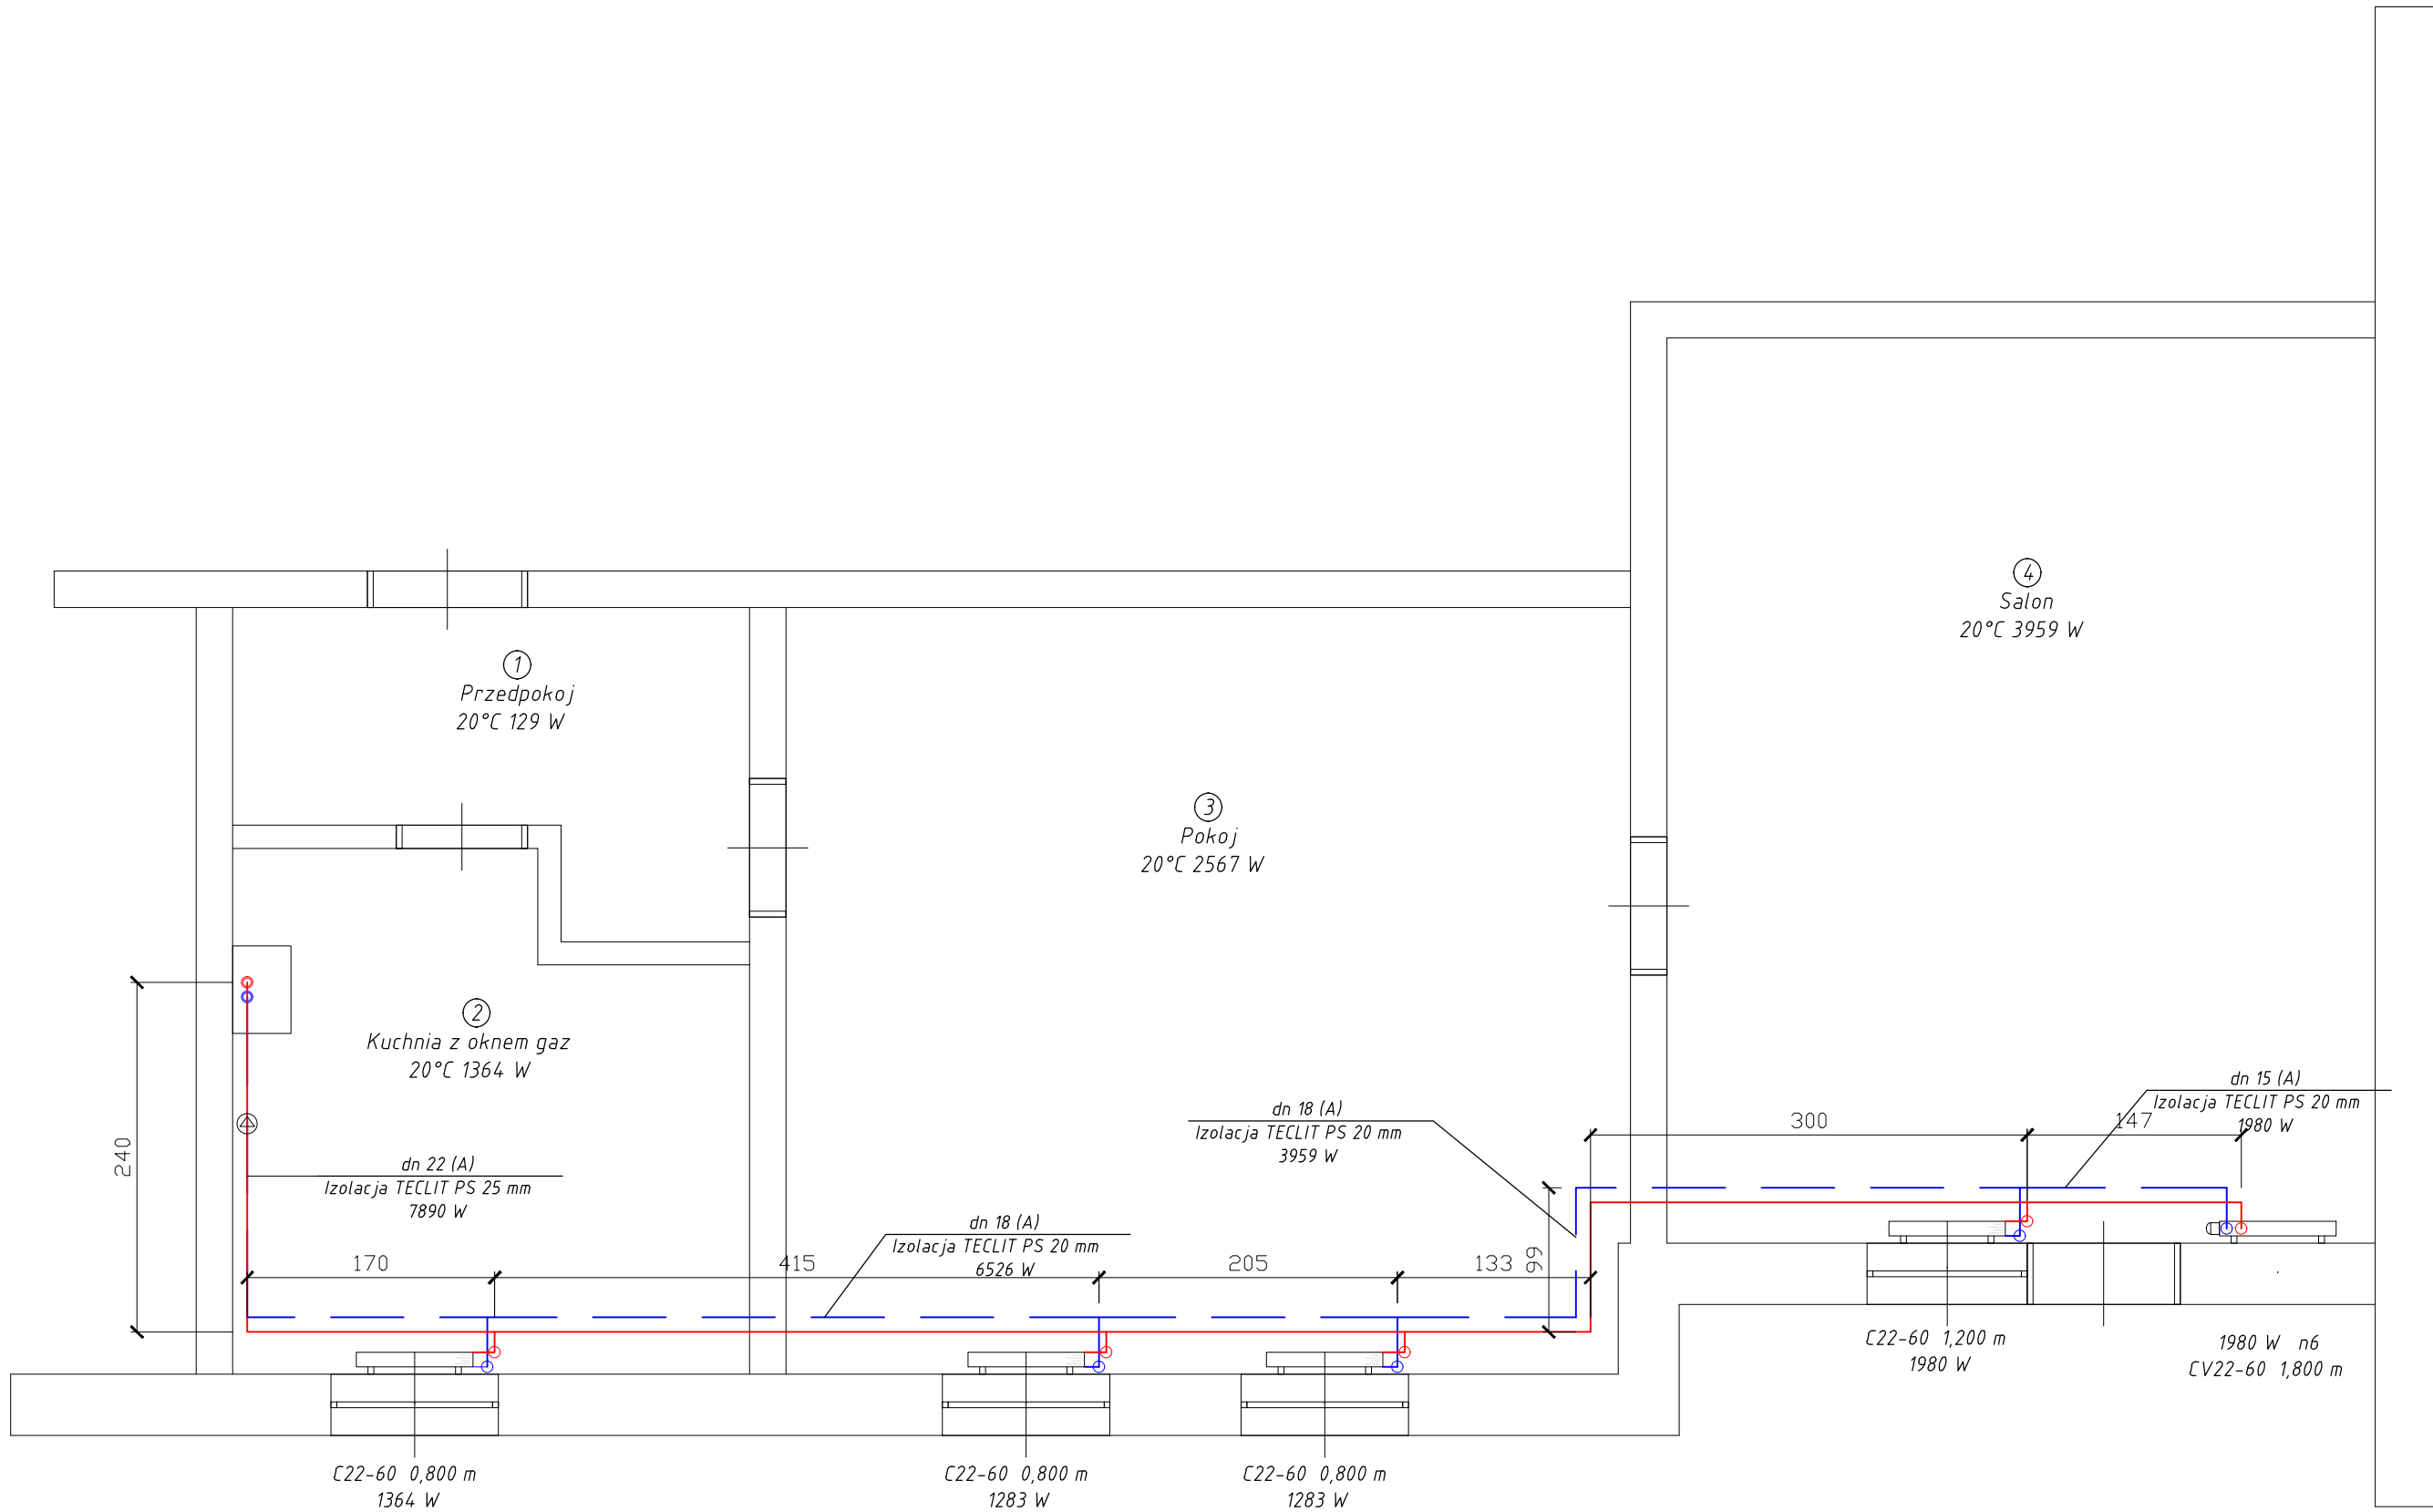 4
Salon
20°C 3959 W
1
Przedpokoj
20°C 129 W
3
Pokoj
20°C 2567 W
2
Kuchnia z oknem gaz
20°C 1364 W
240
dn 22 (A)
Izolacja TECLIT PS 25 mm
7890 W
dn 18 (A)
Izolacja TECLIT PS 20 mm
6526 W
dn 18 (A)
Izolacja TECLIT PS 20 mm
3959 W
dn 15 (A)
Izolacja TECLIT PS 20 mm
1980 W
300
147
170
415
205
133
99
C22-60 0,800 m
1364 W
C22-60 0,800 m
1283 W
C22-60 0,800 m
1283 W
C22-60 1,200 m
1980 W
1980 W n6
CV22-60 1,800 m